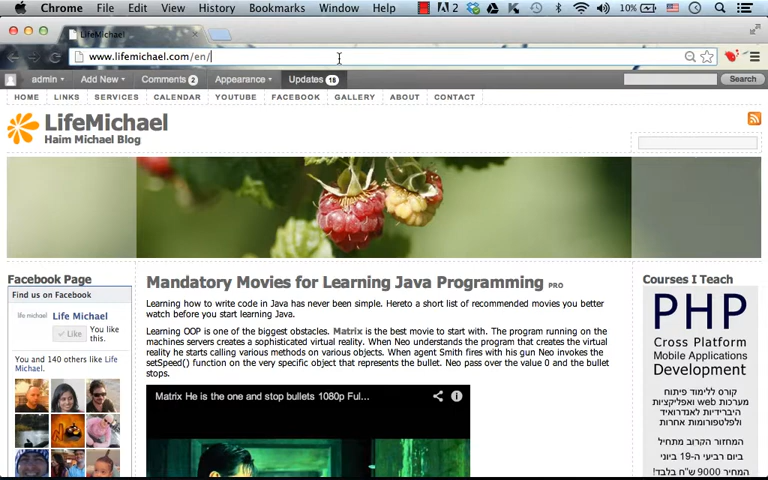 Chrome File Edit View History Bookmarks Window Help 2 10%
LifeMichael
www.lifemichael.com/en/
admin Add New Comments 2 Appearance Updates 18 Search
HOME LINKS SERVICES CALENDAR YOUTUBE FACEBOOK GALLERY ABOUT CONTACT
LifeMichael
Haim Michael Blog
Facebook Page
Find us on Facebook
life michael
Life Michael
Like
You like this.
You and 140 others like Life Michael.
Mandatory Movies for Learning Java Programming PRO
Learning how to write code in Java has never been simple. Hereto a short list of recommended movies you better
watch before you start learning Java.
Learning OOP is one of the biggest obstacles. Matrix is the best movie to start with. The program running on the
machines servers creates a sophisticated virtual reality. When Neo understands the program that creates the virtual
reality he starts calling various methods on various objects. When agent Smith fires with his gun Neo invokes the
setSpeed() function on the very specific object that represents the bullet. Neo pass over the value 0 and the bullet
stops.
Matrix He is the one and stop bullets 1080p Ful...
Courses I Teach
PHP
Cross Platform
Mobile Applications
Development
קורס ללימוד פיתוח
מערכות web ואפליקציות
היברידיות לאנדרואיד
ולפלטפורמות אחרות
המחזור הקרוב מתחיל
ביום רביעי ה-19 ביוני
המחיר 9000 ש"ח בלבד!